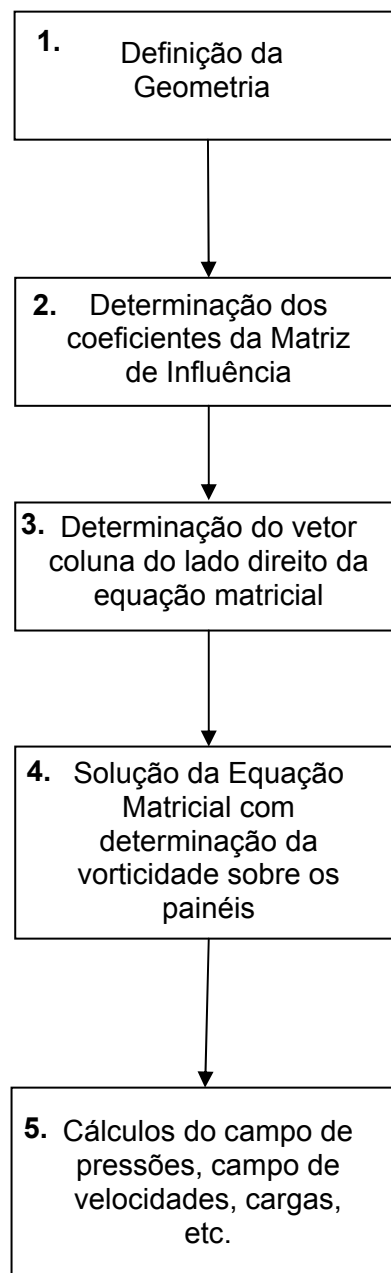 1. Definição da
Geometria
2. Determinação dos
coeficientes da Matriz
de Influência
3. Determinação do vetor
coluna do lado direito da
equação matricial
4. Solução da Equação
Matricial com
determinação da
vorticidade sobre os
painéis
5. Cálculos do campo de
pressões, campo de
velocidades, cargas,
etc.